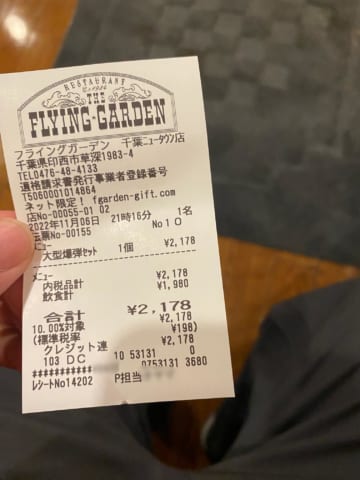 RESTAURANT
Est 1984
THE
FLYING-GARDEN
フライングガーデン 千葉ニュータウン店
千葉県印西市草深1983-4
TEL0476-48-4133
適格請求書発行事業者登録番号
T5060001014864
ネット限定! fgarden-gift.com
店No-00055-01 02
2022年11月06日 21時16分 1名
伝票No-00155 No10
メニュー
大型爆弾セット 1個 ¥2,178
メニュー ¥2,178
内税品計 ¥1,980
飲食計
合計 ¥2,178
10.00%対象 ¥2,178
(標準税率 ¥198)
クレジット連 0
103 DC 10 53131
############ 0753131 3680
レシートNo14202 P担当